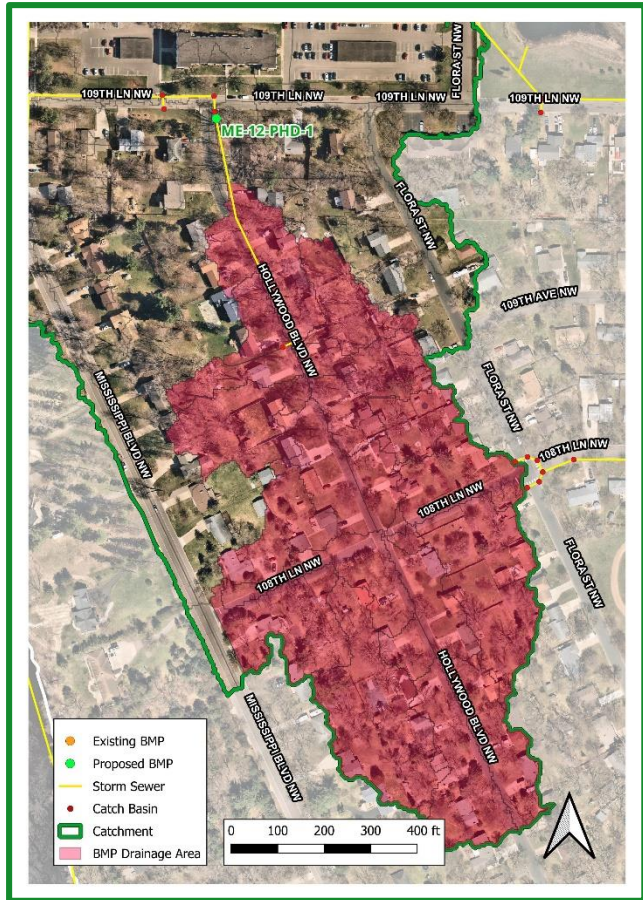 FLORA ST NW
109TH LN NW
109TH LN NW
109TH LN NW
109TH LN NW
ME-12-PHD-1
FLORA ST NW
109TH AVE NW
HOLLYWOOD BLVD NW
MISSISSIPPI BLVD NW
FLORA ST NW
108TH LN NW
108TH LN NW
108TH LN NW
FLORA ST NW
HOLLYWOOD BLVD NW
MISSISSIPPI BLVD NW
Existing BMP
Proposed BMP
Storm Sewer
Catch Basin
Catchment
BMP Drainage Area
0 100 200 300 400 ft